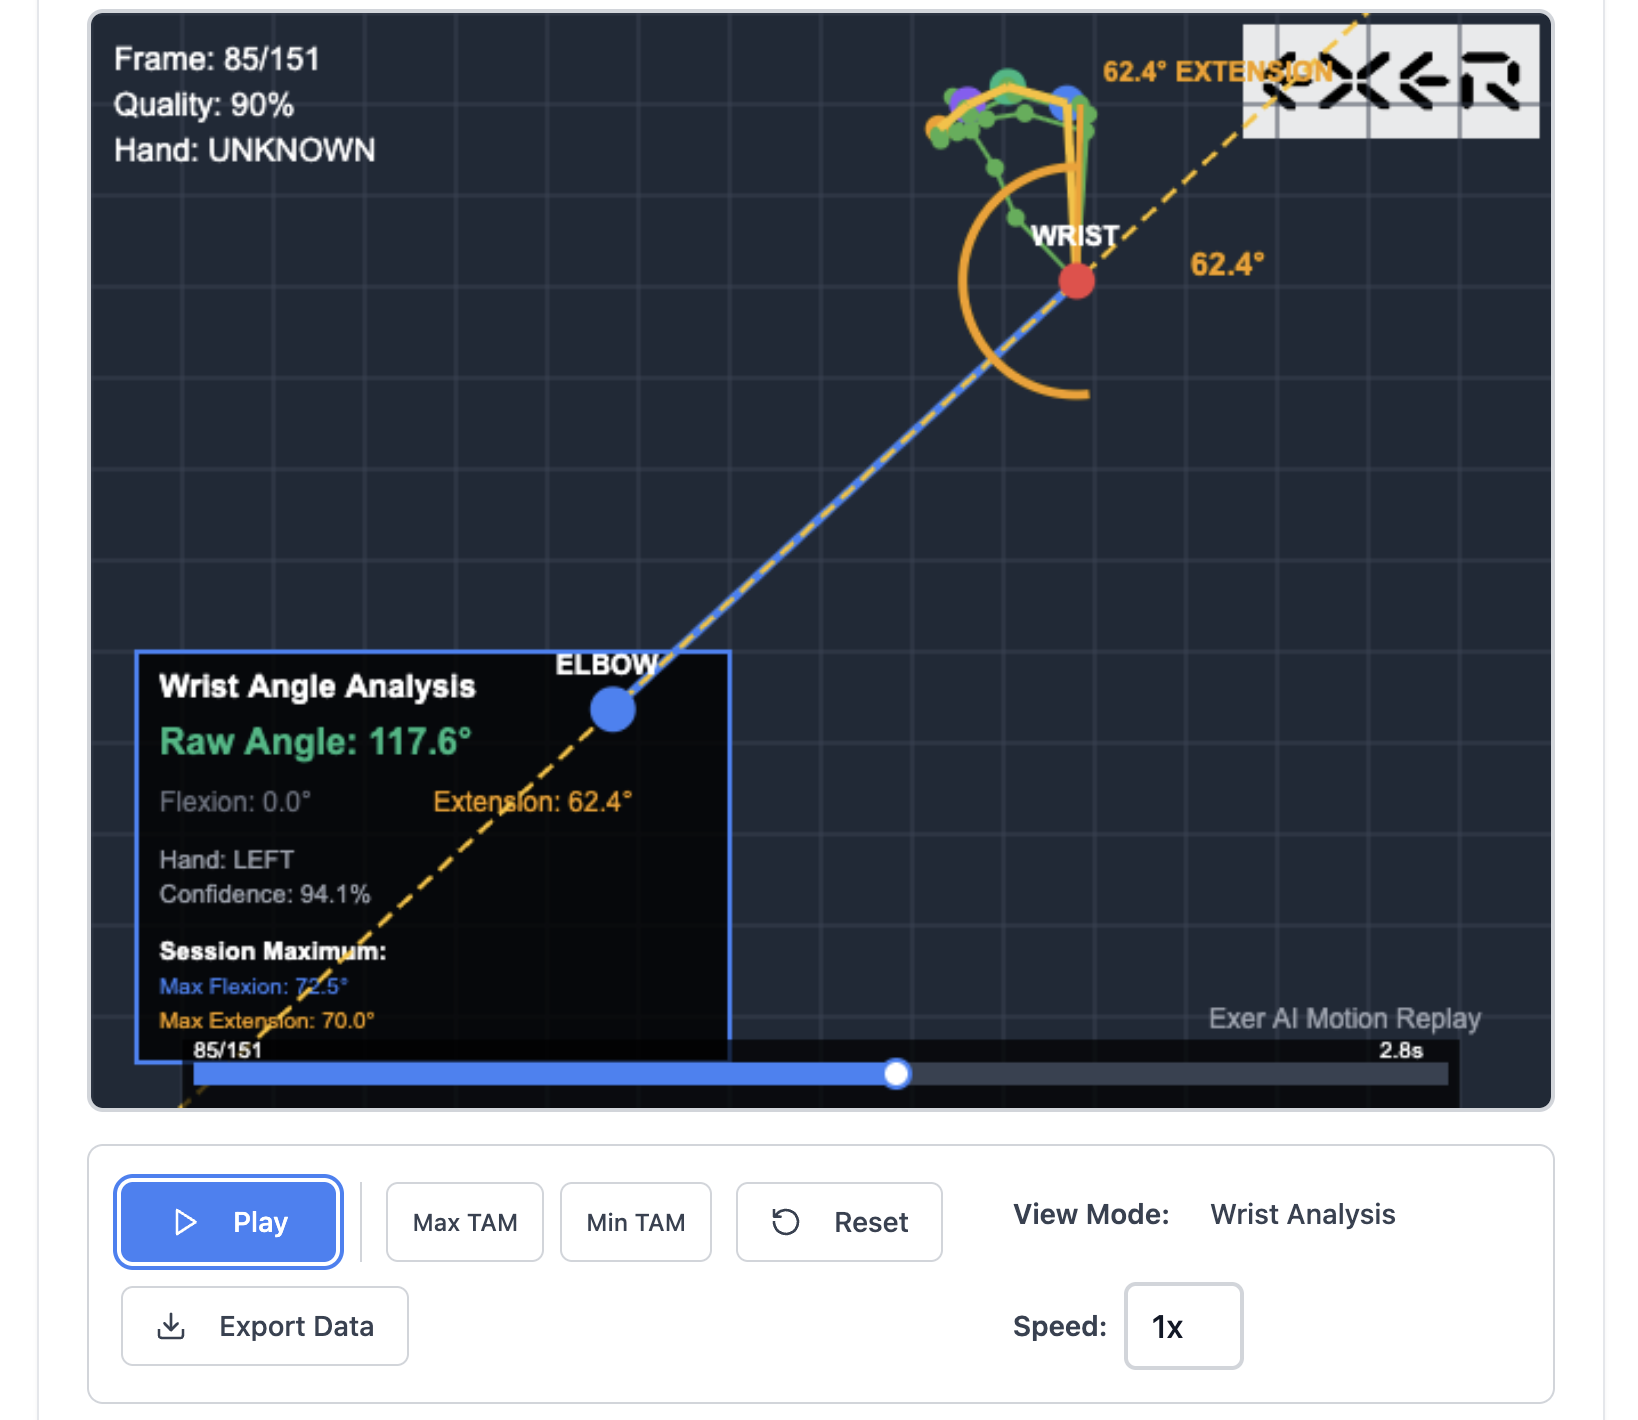 Frame: 85/151
Quality: 90%
Hand: UNKNOWN
62.4° EXTENSION
EXER
WRIST
62.4°
ELBOW
Wrist Angle Analysis
Raw Angle: 117.6°
Flexion: 0.0°
Extension: 62.4°
Hand: LEFT
Confidence: 94.1%
Session Maximum:
Max Flexion: 72.5°
Max Extension: 70.0°
Exer AI Motion Replay
85/151
2.8s
Play
Max TAM
Min TAM
Reset
View Mode:
Wrist Analysis
Export Data
Speed:
1x